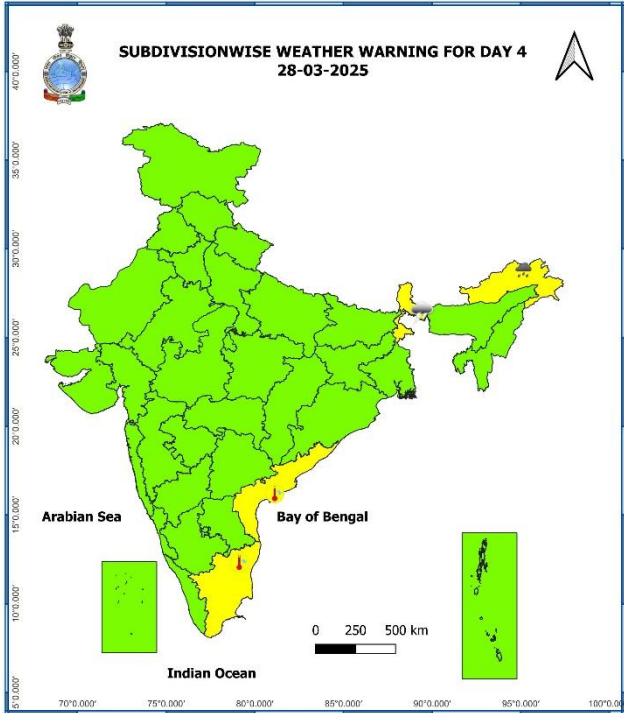 SUBDIVISIONWISE WEATHER WARNING FOR DAY 4
28-03-2025
40°0.000'
35°0.000'
30°0.000'
25°0.000'
20°0.000'
15°0.000'
10°0.000'
5°0.000'
Arabian Sea
Bay of Bengal
0 250 500 km
Indian Ocean
70°0.000' 75°0.000' 80°0.000' 85°0.000' 90°0.000' 95°0.000' 100°0.00